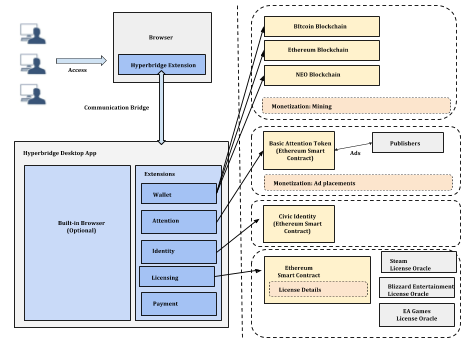 Access
Browser
Hyperbridge Extension
Communication Bridge
Hyperbridge Desktop App
Built-in Browser
(Optional)
Extensions
Wallet
Attention
Identity
Licensing
Payment
Bitcoin Blockchain
Ethereum Blockchain
NEO Blockchain
Monetization: Mining
Basic Attention Token
(Ethereum Smart
Contract)
Ads
Publishers
Monetization: Ad placements
Civic Identity
(Ethereum Smart
Contract)
Ethereum
Smart Contract
License Details
Steam
License Oracle
Blizzard Entertainment
License Oracle
EA Games
License Oracle